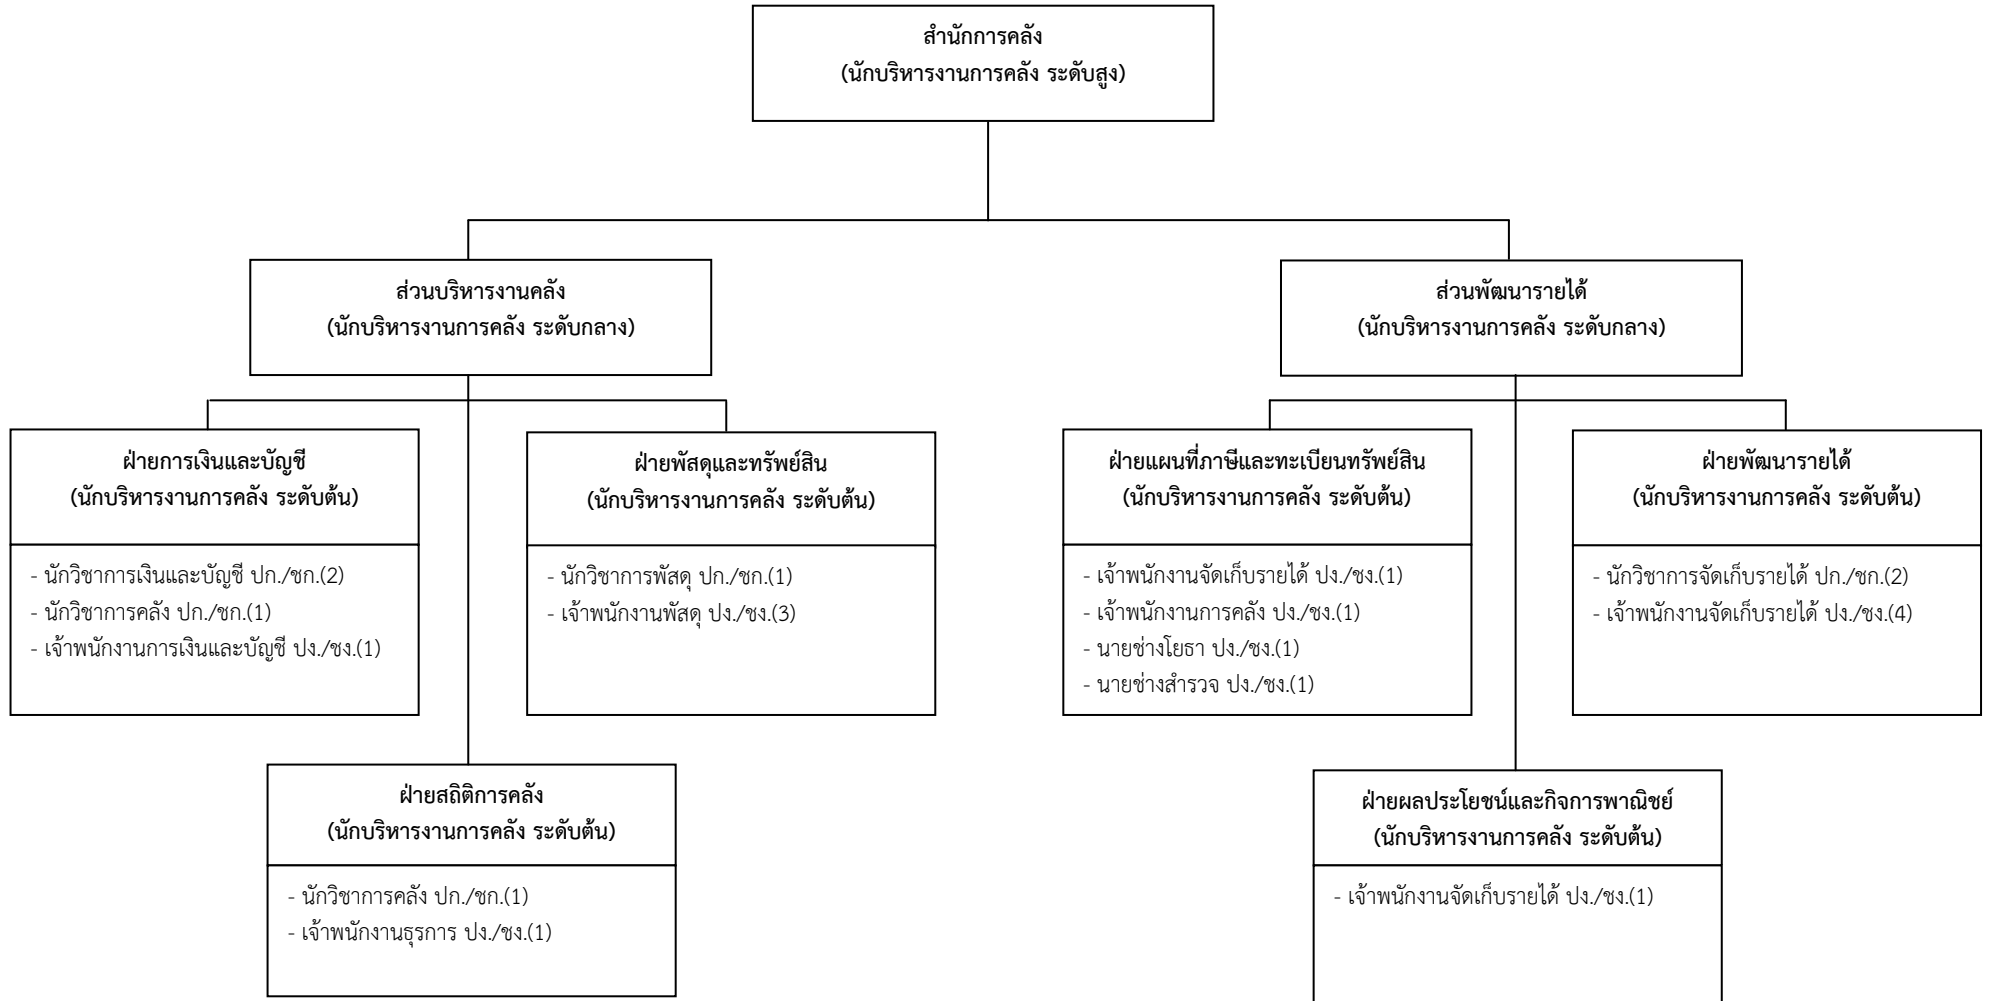 สำนักการคลัง
(นักบริหารงานการคลัง ระดับสูง)
ส่วนบริหารงานคลัง
(นักบริหารงานการคลัง ระดับกลาง)
ส่วนพัฒนารายได้
(นักบริหารงานการคลัง ระดับกลาง)
ฝ่ายการเงินและบัญชี
(นักบริหารงานการคลัง ระดับต้น)
- นักวิชาการเงินและบัญชี ปก./ชก.(2)
- นักวิชาการคลัง ปก./ชก.(1)
- เจ้าพนักงานการเงินและบัญชี ปง./ชง.(1)
ฝ่ายพัสดุและทรัพย์สิน
(นักบริหารงานการคลัง ระดับต้น)
- นักวิชาการพัสดุ ปก./ชก.(1)
- เจ้าพนักงานพัสดุ ปง./ชง.(3)
ฝ่ายแผนที่ภาษีและทะเบียนทรัพย์สิน
(นักบริหารงานการคลัง ระดับต้น)
- เจ้าพนักงานจัดเก็บรายได้ ปง./ชง.(1)
- เจ้าพนักงานการคลัง ปง./ชง.(1)
- นายช่างโยธา ปง./ชง.(1)
- นายช่างสำรวจ ปง./ชง.(1)
ฝ่ายพัฒนารายได้
(นักบริหารงานการคลัง ระดับต้น)
- นักวิชาการจัดเก็บรายได้ ปก./ชก.(2)
- เจ้าพนักงานจัดเก็บรายได้ ปง./ชง.(4)
ฝ่ายสถิติการคลัง
(นักบริหารงานการคลัง ระดับต้น)
- นักวิชาการคลัง ปก./ชก.(1)
- เจ้าพนักงานธุรการ ปง./ชง.(1)
ฝ่ายผลประโยชน์และกิจการพาณิชย์
(นักบริหารงานการคลัง ระดับต้น)
- เจ้าพนักงานจัดเก็บรายได้ ปง./ชง.(1)